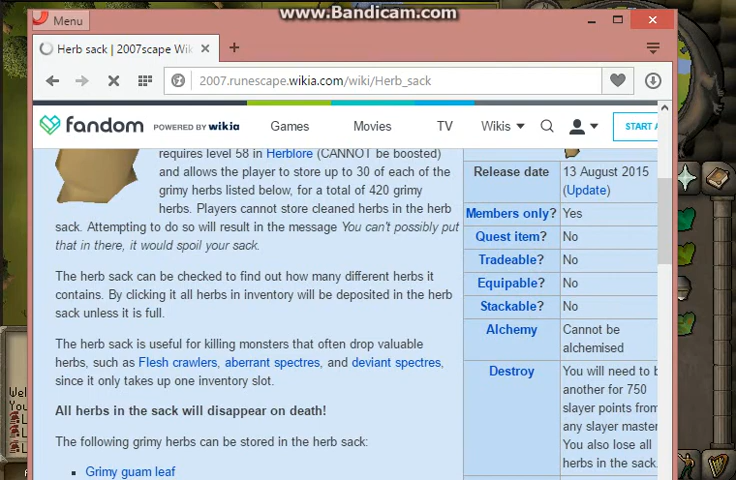 www.Bandicam.com
Menu
Herb sack | 2007scape Wik
2007.runescape.wikia.com/wiki/Herb_sack
fandom POWERED BY wikia Games Movies TV Wikis START A
requires level 58 in Herblore (CANNOT be boosted)
and allows the player to store up to 30 of each of the
grimy herbs listed below, for a total of 420 grimy
herbs. Players cannot store cleaned herbs in the herb
sack. Attempting to do so will result in the message You can't possibly put
that in there, it would spoil your sack.
The herb sack can be checked to find out how many different herbs it
contains. By clicking it all herbs in inventory will be deposited in the herb
sack unless it is full.
The herb sack is useful for killing monsters that often drop valuable
herbs, such as Flesh crawlers, aberrant spectres, and deviant spectres,
since it only takes up one inventory slot.
All herbs in the sack will disappear on death!
The following grimy herbs can be stored in the herb sack:
Grimy guam leaf
Release date 13 August 2015
(Update)
Members only? Yes
Quest item? No
Tradeable? No
Equipable? No
Stackable? No
Alchemy Cannot be
alchemised
Destroy You will need to b
another for 750
slayer points from
any slayer master
You also lose all
herbs in the sack.
Wel
You